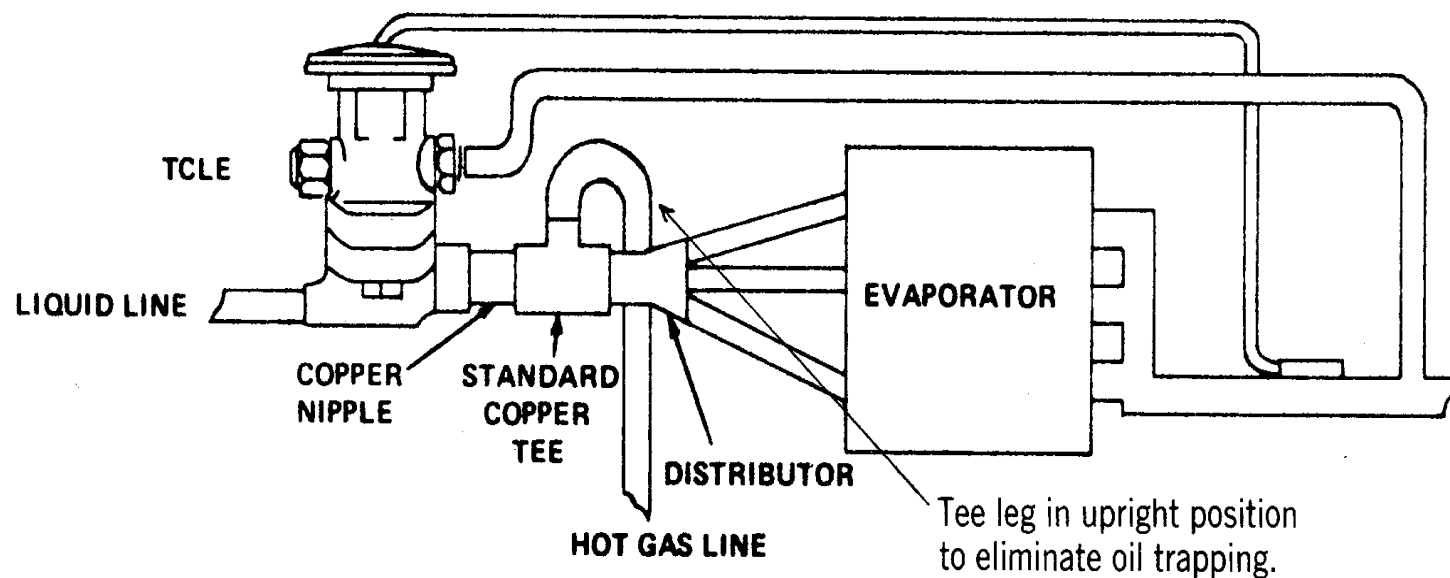 TCLE
LIQUID LINE
COPPER
NIPPLE
STANDARD
COPPER
TEE
DISTRIBUTOR
HOT GAS LINE
EVAPORATOR
Tee leg in upright position
to eliminate oil trapping.